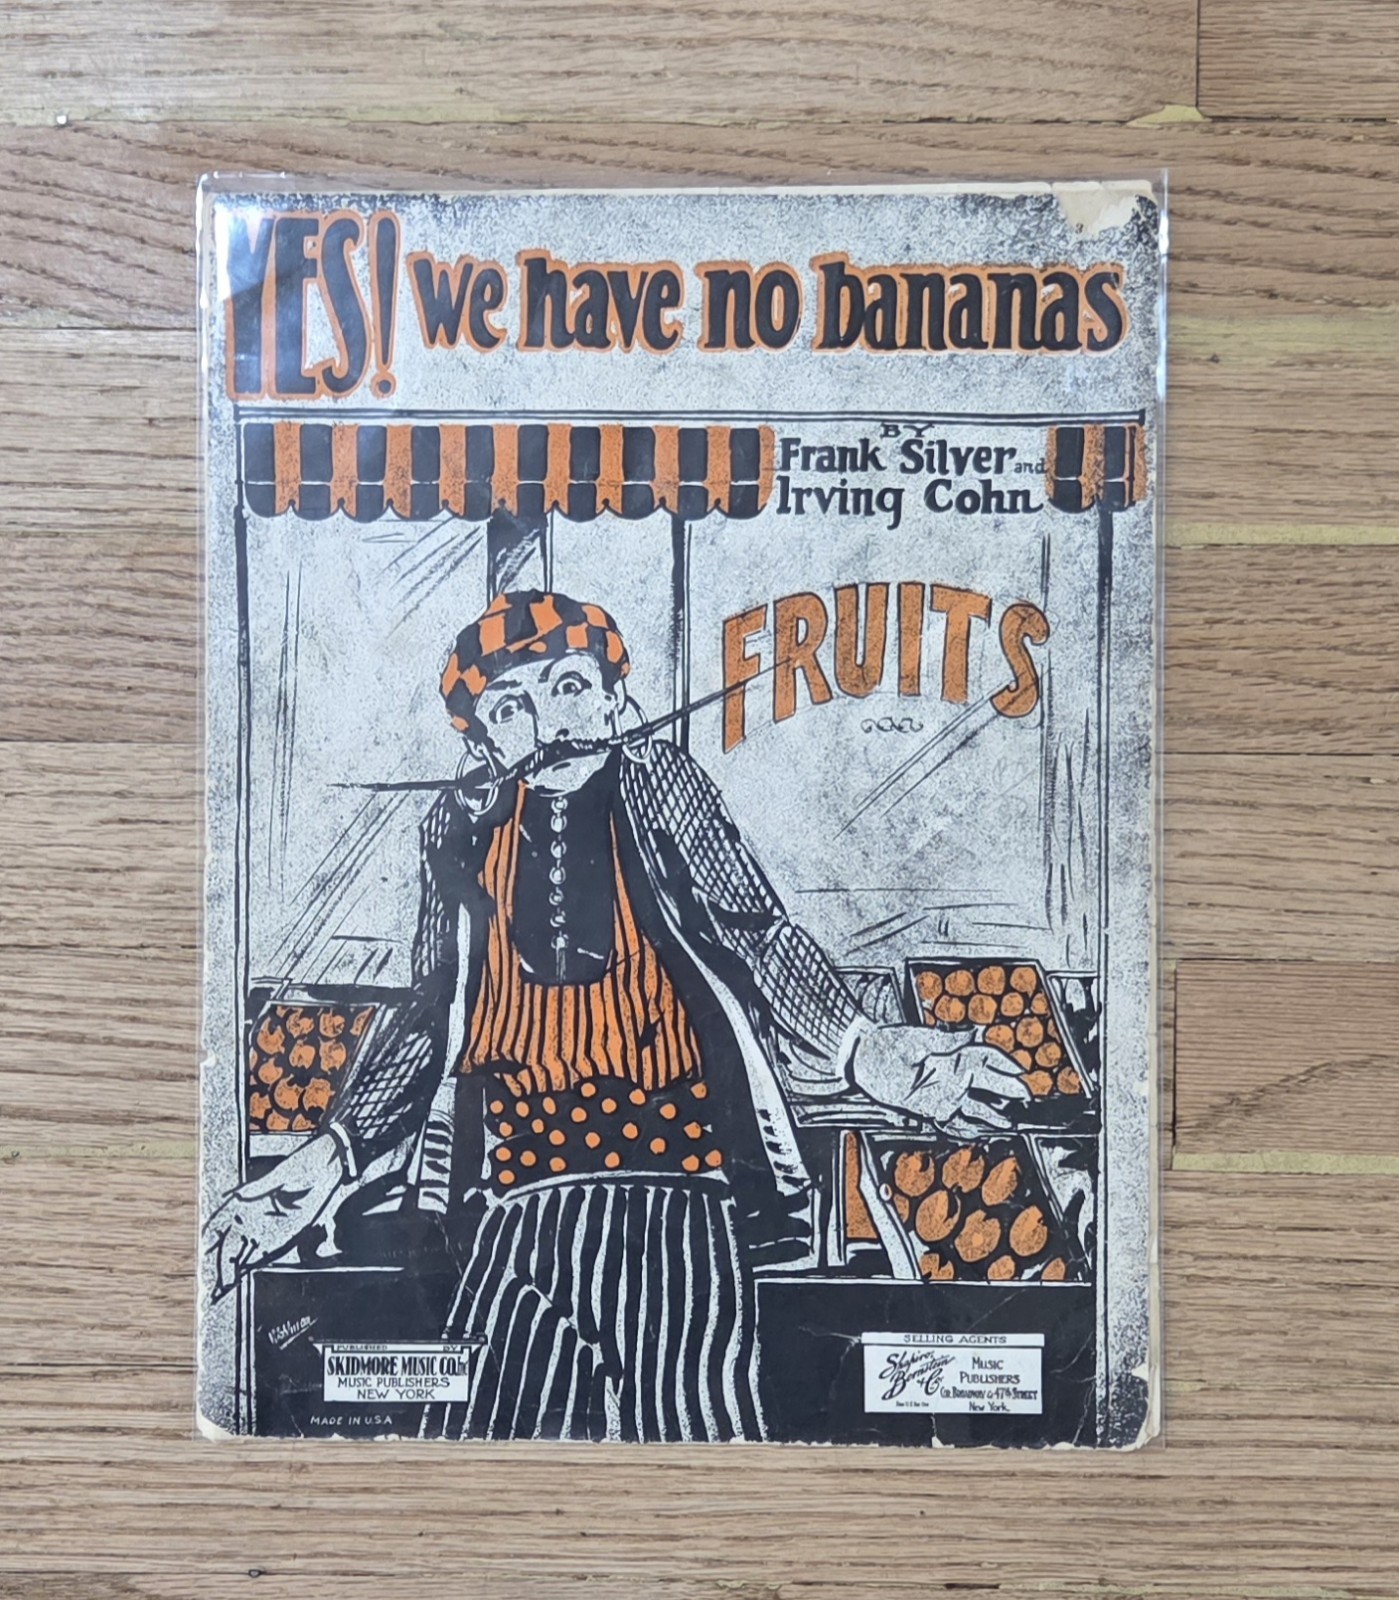 YES! we have no bananas
BY
Frank Silver and
Irving Cohn
FRUITS
PUBLISHED BY
SKIDMORE MUSIC CO. Inc
MUSIC PUBLISHERS
NEW YORK
MADE IN U.S.A
SELLING AGENTS
Shapiro,
Bernstein
& Co.
MUSIC
PUBLISHERS
COR. BROADWAY & 47th STREET
New York
3